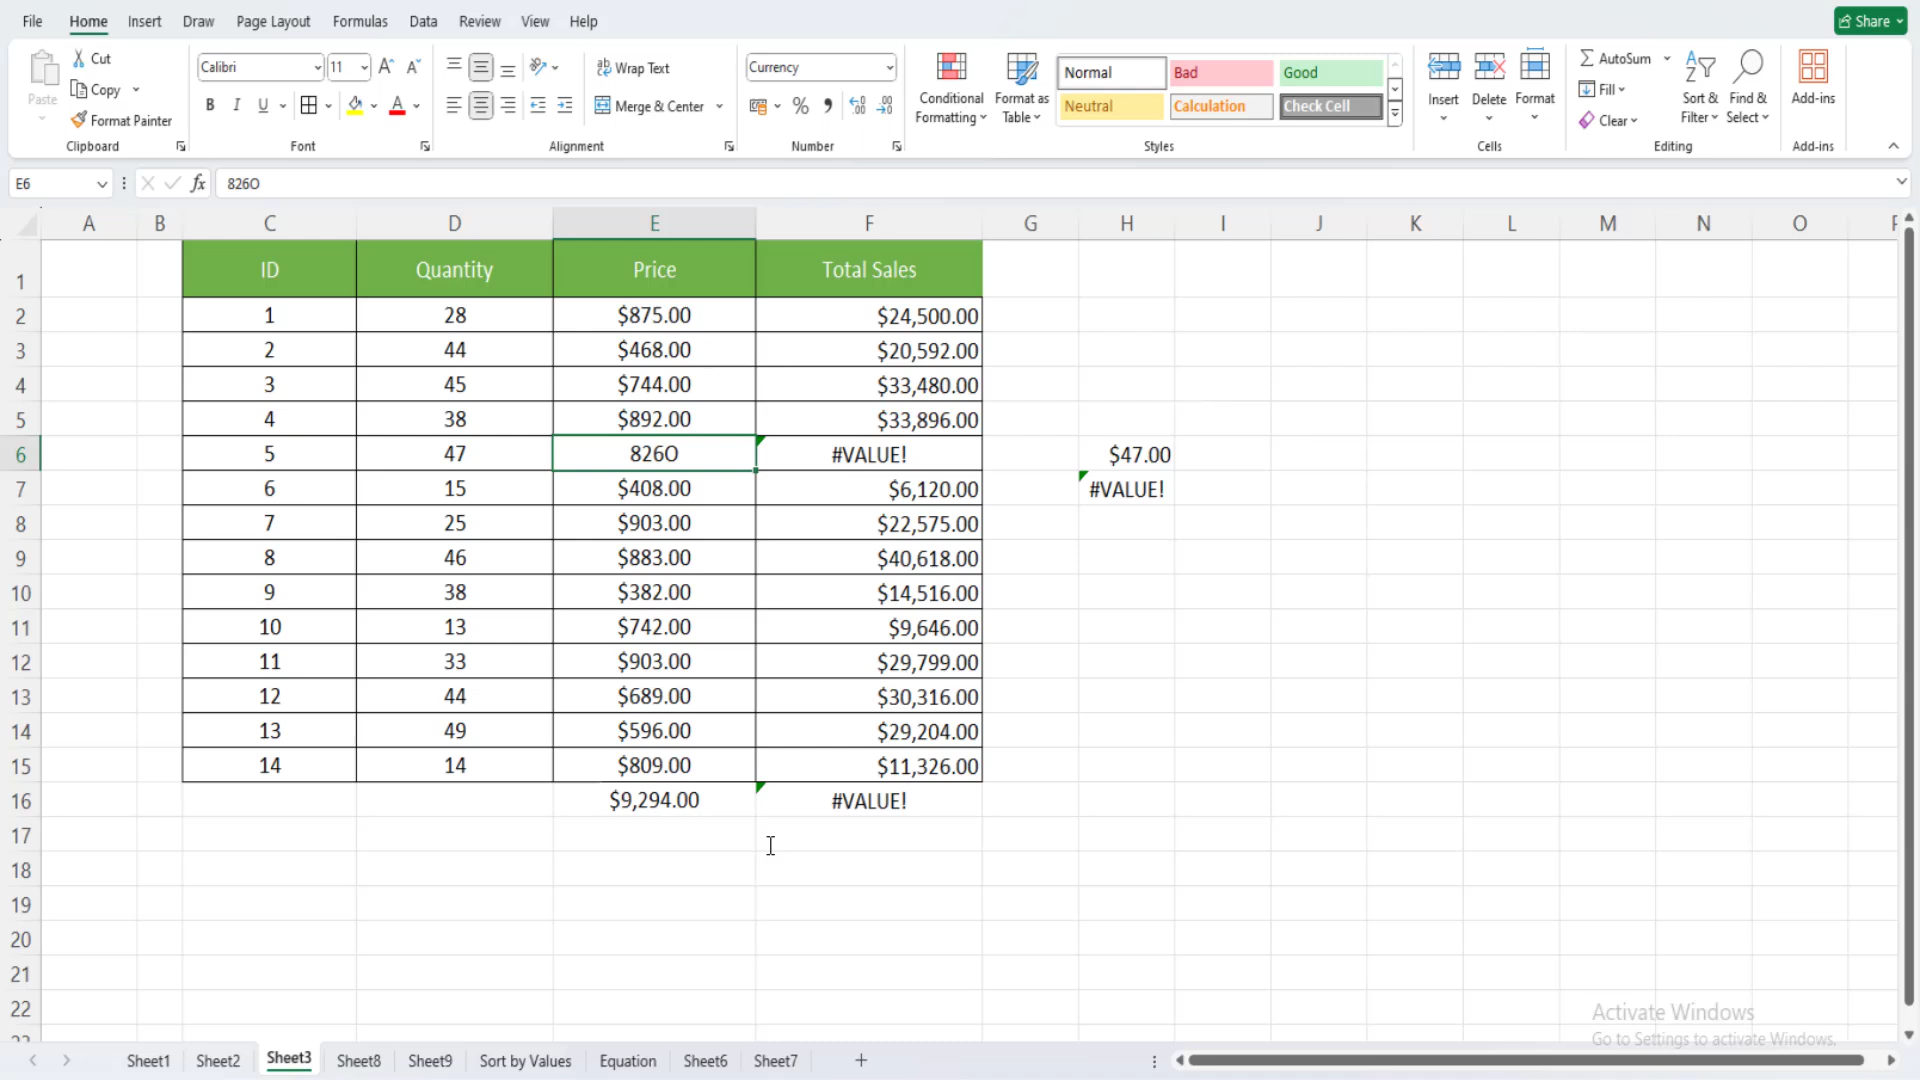 File Home Insert Draw Page Layout Formulas Data Review View Help Share
Paste Cut Copy Format Painter Clipboard
Calibri 11 B I U Font
Wrap Text Merge & Center Alignment
Currency % Number
Conditional Formatting Format as Table
Normal Bad Good
Neutral Calculation Check Cell
Styles
Insert Delete Format Cells
AutoSum Fill Clear Sort & Filter Find & Select Editing
Add-ins Add-ins
E6 fx 826O
A B C D E F G H I J K L M N O
1 ID Quantity Price Total Sales
2 1 28 $875.00 $24,500.00
3 2 44 $468.00 $20,592.00
4 3 45 $744.00 $33,480.00
5 4 38 $892.00 $33,896.00
6 5 47 826O #VALUE! $47.00
7 6 15 $408.00 $6,120.00 #VALUE!
8 7 25 $903.00 $22,575.00
9 8 46 $883.00 $40,618.00
10 9 38 $382.00 $14,516.00
11 10 13 $742.00 $9,646.00
12 11 33 $903.00 $29,799.00
13 12 44 $689.00 $30,316.00
14 13 49 $596.00 $29,204.00
15 14 14 $809.00 $11,326.00
16 $9,294.00 #VALUE!
17
18
19
20
21
22
Activate Windows
Go to Settings to activate Windows.
Sheet1 Sheet2 Sheet3 Sheet8 Sheet9 Sort by Values Equation Sheet6 Sheet7